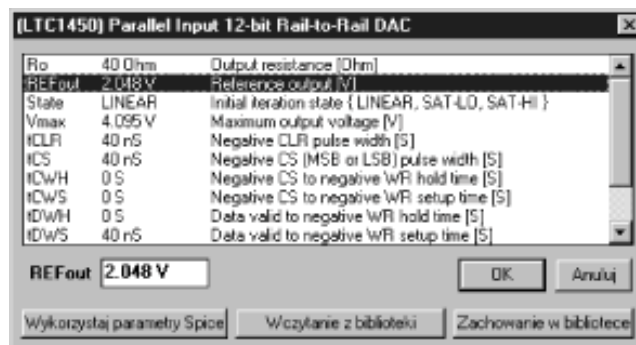 (LTC1450) Parallel Input 12-bit Rail-to-Rail DAC
Ro 40 Ohm Output resistance [Ohm]
REFout 2.048 V Reference output [V]
State LINEAR Initial iteration state { LINEAR, SAT-LO, SAT-HI }
Vmax 4.095 V Maximum output voltage [V]
tCLR 40 nS Negative CLR pulse width [S]
tCS 40 nS Negative CS (MSB or LSB) pulse width [S]
tCWH 0 S Negative CS to negative WR hold time [S]
tCWS 0 S Negative CS to negative WR setup time [S]
tDWH 0 S Data valid to negative WR hold time [S]
tDWS 40 nS Data valid to negative WR setup time [S]
REFout 2.048 V OK Anuluj
Wykorzystaj parametry Spice Wczytanie z biblioteki Zachowanie w bibliotece